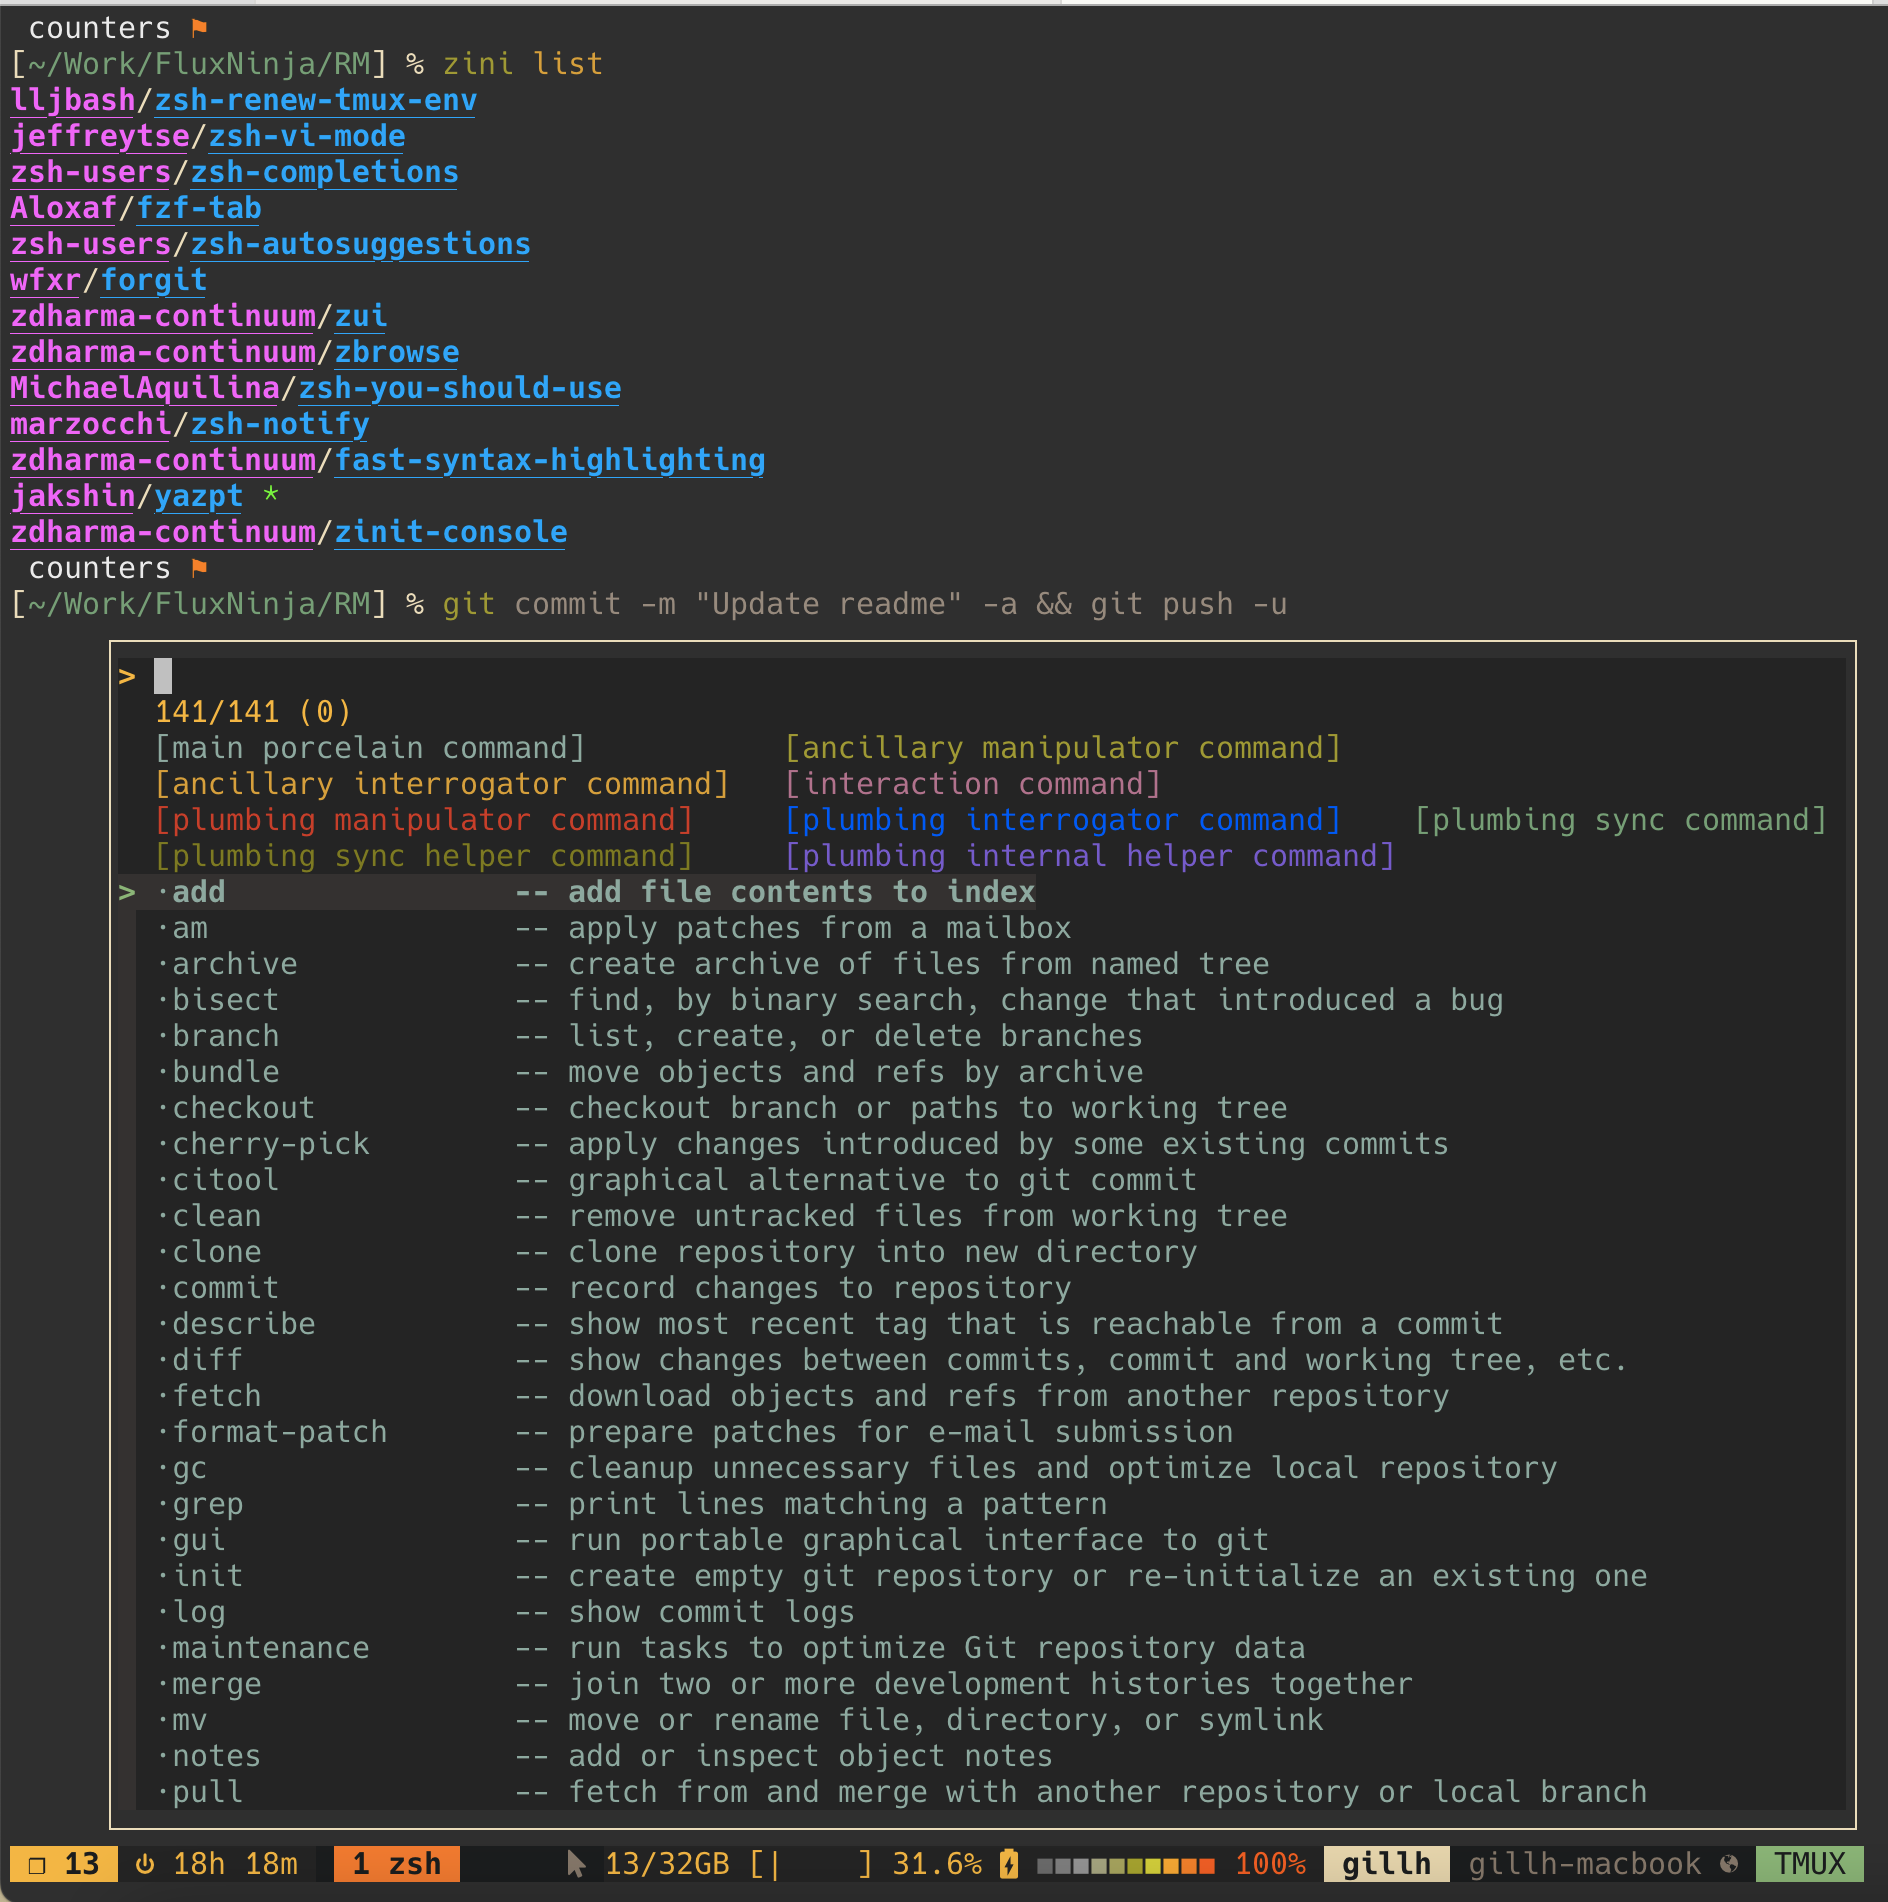 counters ⚑
[~/Work/FluxNinja/RM] % zini list
lljbash/zsh-renew-tmux-env
jeffreytse/zsh-vi-mode
zsh-users/zsh-completions
Aloxaf/fzf-tab
zsh-users/zsh-autosuggestions
wfxr/forgit
zdharma-continuum/zui
zdharma-continuum/zbrowse
MichaelAquilina/zsh-you-should-use
marzocchi/zsh-notify
zdharma-continuum/fast-syntax-highlighting
jakshin/yazpt *
zdharma-continuum/zinit-console
counters ⚑
[~/Work/FluxNinja/RM] % git commit -m "Update readme" -a && git push -u
>
141/141 (0)
[main porcelain command] [ancillary manipulator command]
[ancillary interrogator command] [interaction command]
[plumbing manipulator command] [plumbing interrogator command] [plumbing sync command]
[plumbing sync helper command] [plumbing internal helper command]
> ·add -- add file contents to index
·am -- apply patches from a mailbox
·archive -- create archive of files from named tree
·bisect -- find, by binary search, change that introduced a bug
·branch -- list, create, or delete branches
·bundle -- move objects and refs by archive
·checkout -- checkout branch or paths to working tree
·cherry-pick -- apply changes introduced by some existing commits
·citool -- graphical alternative to git commit
·clean -- remove untracked files from working tree
·clone -- clone repository into new directory
·commit -- record changes to repository
·describe -- show most recent tag that is reachable from a commit
·diff -- show changes between commits, commit and working tree, etc.
·fetch -- download objects and refs from another repository
·format-patch -- prepare patches for e-mail submission
·gc -- cleanup unnecessary files and optimize local repository
·grep -- print lines matching a pattern
·gui -- run portable graphical interface to git
·init -- create empty git repository or re-initialize an existing one
·log -- show commit logs
·maintenance -- run tasks to optimize Git repository data
·merge -- join two or more development histories together
·mv -- move or rename file, directory, or symlink
·notes -- add or inspect object notes
·pull -- fetch from and merge with another repository or local branch
❐ 13 18h 18m 1 zsh 13/32GB [| ] 31.6% 100% gillh gillh-macbook TMUX